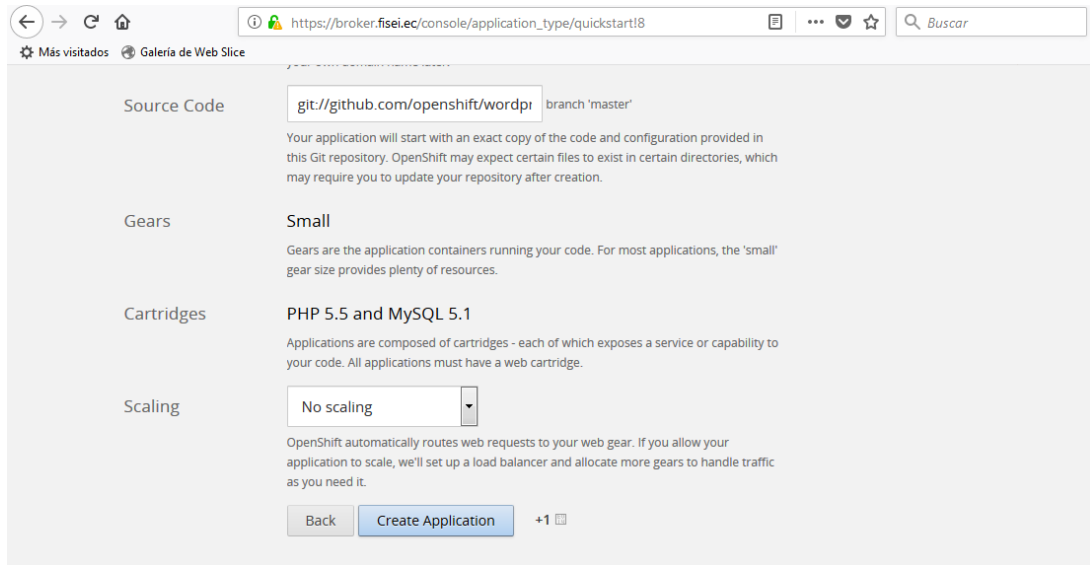 https://broker.fisei.ec/console/application_type/quickstart!8
Buscar
Más visitados Galería de Web Slice
your own domain name later.
Source Code git://github.com/openshift/wordpr branch 'master'
Your application will start with an exact copy of the code and configuration provided in
this Git repository. OpenShift may expect certain files to exist in certain directories, which
may require you to update your repository after creation.
Gears Small
Gears are the application containers running your code. For most applications, the 'small'
gear size provides plenty of resources.
Cartridges PHP 5.5 and MySQL 5.1
Applications are composed of cartridges - each of which exposes a service or capability to
your code. All applications must have a web cartridge.
Scaling No scaling
OpenShift automatically routes web requests to your web gear. If you allow your
application to scale, we'll set up a load balancer and allocate more gears to handle traffic
as you need it.
Back Create Application +1